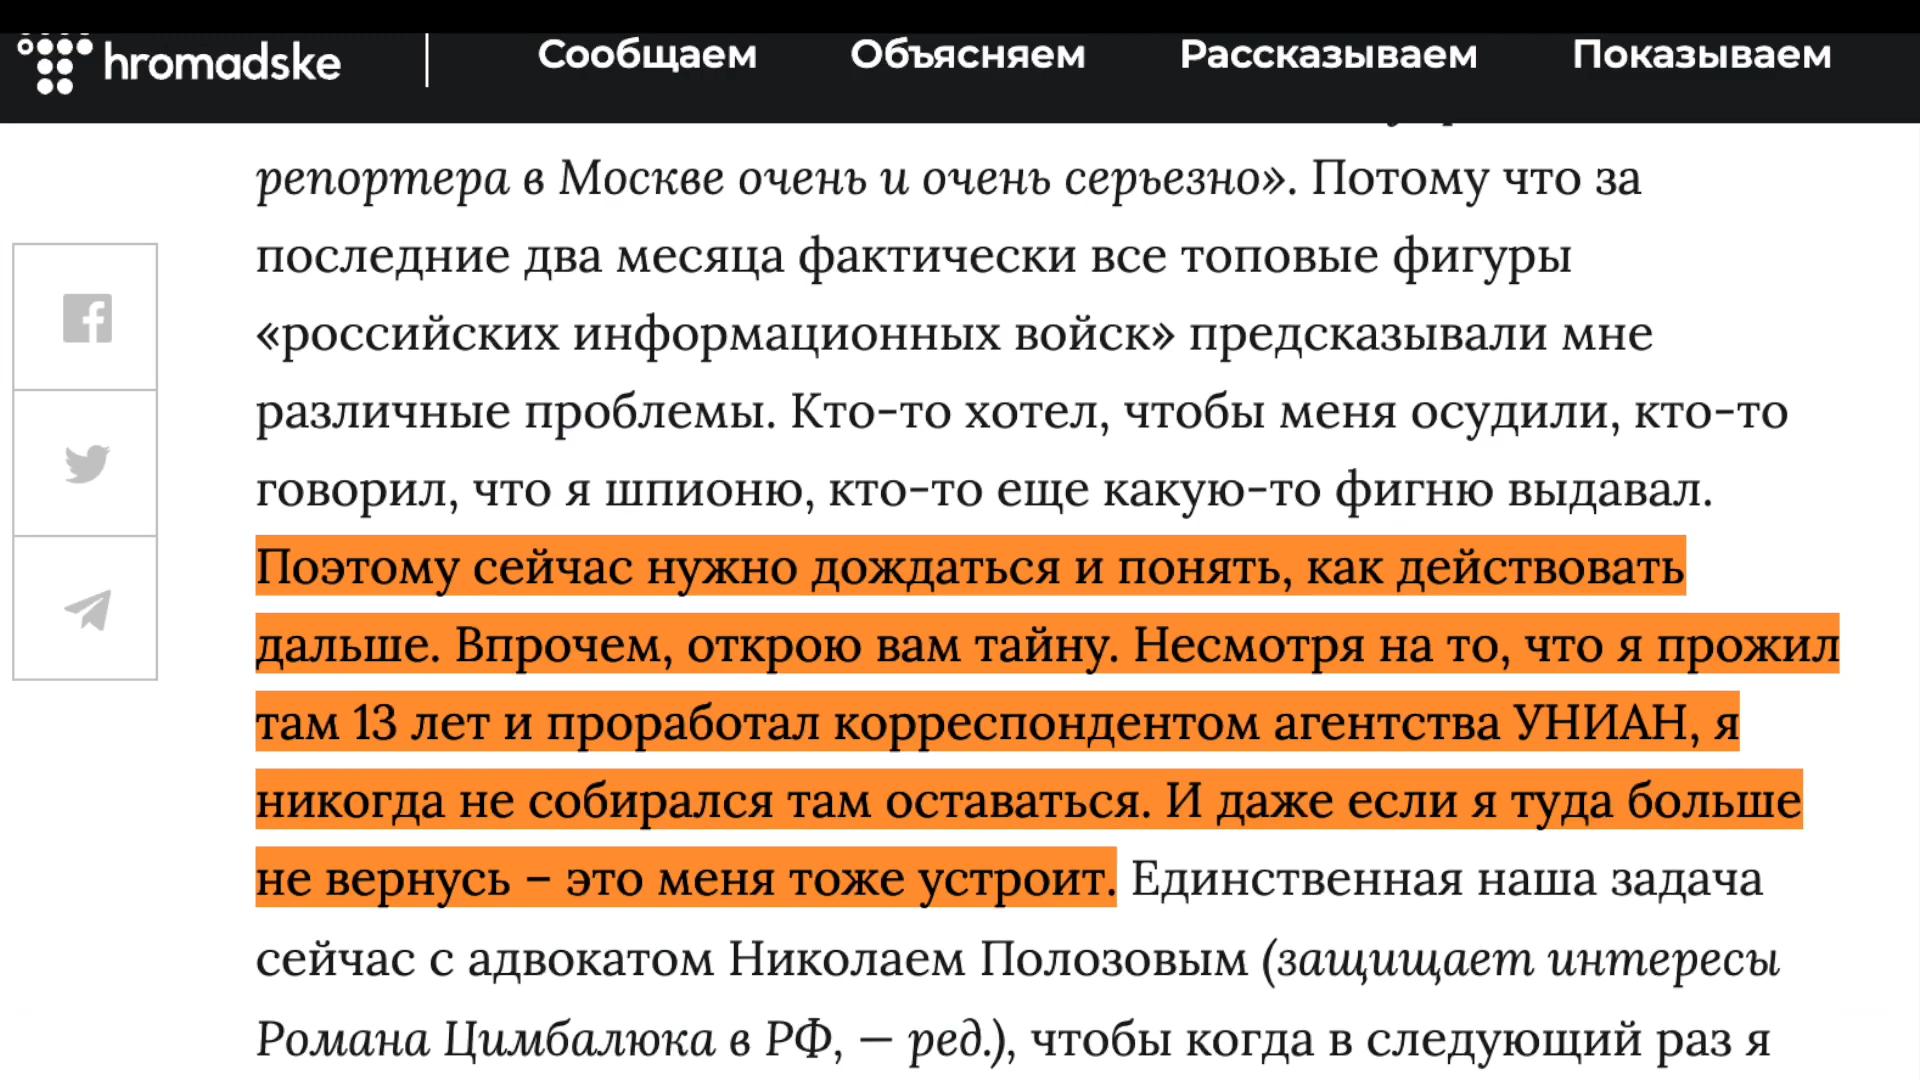 hromadske
Сообщаем
Объясняем
Рассказываем
Показываем
репортера в Москве очень и очень серьезно». Потому что за
последние два месяца фактически все топовые фигуры
«российских информационных войск» предсказывали мне
различные проблемы. Кто-то хотел, чтобы меня осудили, кто-то
говорил, что я шпионю, кто-то еще какую-то фигню выдавал.
Поэтому сейчас нужно дождаться и понять, как действовать
дальше. Впрочем, открою вам тайну. Несмотря на то, что я прожил
там 13 лет и проработал корреспондентом агентства УНИАН, я
никогда не собирался там оставаться. И даже если я туда больше
не вернусь – это меня тоже устроит. Единственная наша задача
сейчас с адвокатом Николаем Полозовым (защищает интересы
Романа Цимбалюка в РФ, — ред.), чтобы когда в следующий раз я